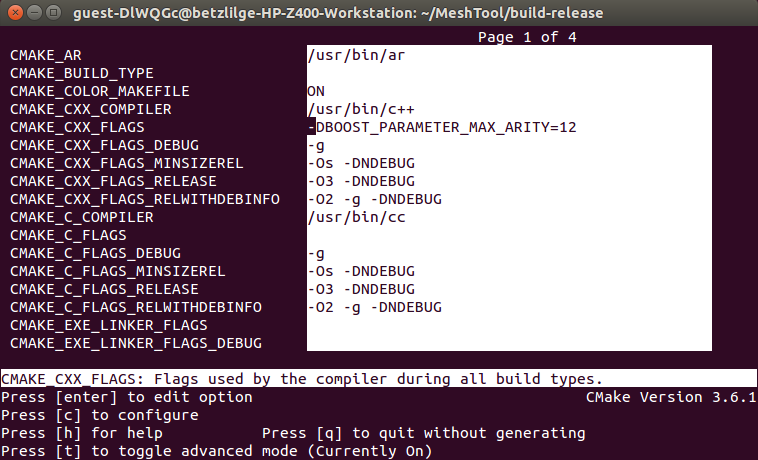 guest-DlWQGc@betzlilge-HP-Z400-Workstation: ~/MeshTool/build-release
Page 1 of 4
CMAKE_AR /usr/bin/ar
CMAKE_BUILD_TYPE
CMAKE_COLOR_MAKEFILE ON
CMAKE_CXX_COMPILER /usr/bin/c++
CMAKE_CXX_FLAGS -DBOOST_PARAMETER_MAX_ARITY=12
CMAKE_CXX_FLAGS_DEBUG -g
CMAKE_CXX_FLAGS_MINSIZEREL -Os -DNDEBUG
CMAKE_CXX_FLAGS_RELEASE -O3 -DNDEBUG
CMAKE_CXX_FLAGS_RELWITHDEBINFO -O2 -g -DNDEBUG
CMAKE_C_COMPILER /usr/bin/cc
CMAKE_C_FLAGS
CMAKE_C_FLAGS_DEBUG -g
CMAKE_C_FLAGS_MINSIZEREL -Os -DNDEBUG
CMAKE_C_FLAGS_RELEASE -O3 -DNDEBUG
CMAKE_C_FLAGS_RELWITHDEBINFO -O2 -g -DNDEBUG
CMAKE_EXE_LINKER_FLAGS
CMAKE_EXE_LINKER_FLAGS_DEBUG
CMAKE_CXX_FLAGS: Flags used by the compiler during all build types.
Press [enter] to edit option CMake Version 3.6.1
Press [c] to configure
Press [h] for help Press [q] to quit without generating
Press [t] to toggle advanced mode (Currently On)